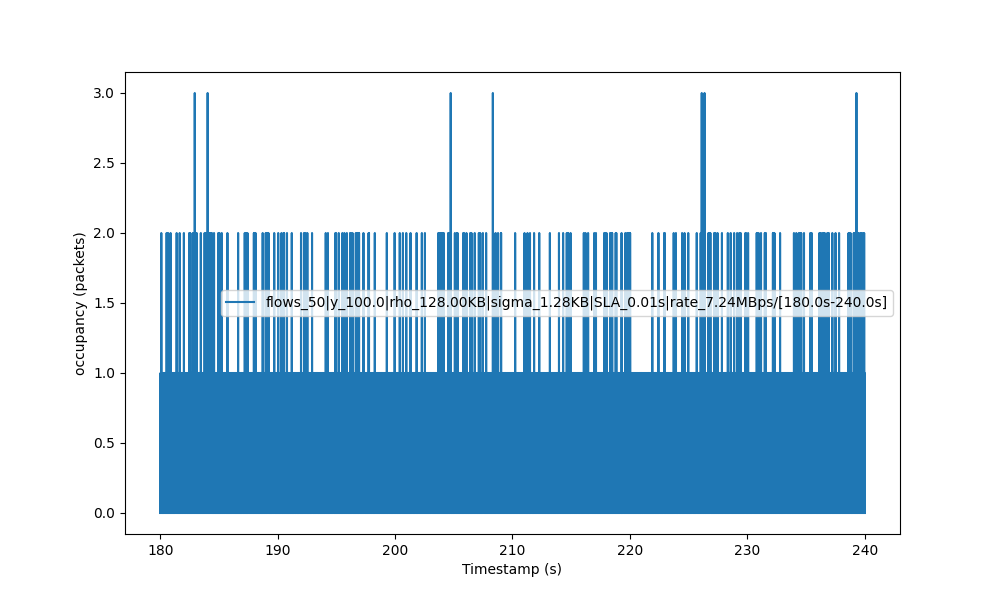 3.0
2.5
2.0
1.5
1.0
0.5
0.0
occupancy (packets)
flows_50|y_100.0|rho_128.00KB|sigma_1.28KB|SLA_0.01s|rate_7.24MBps/[180.0s-240.0s]
180 190 200 210 220 230 240
Timestamp (s)